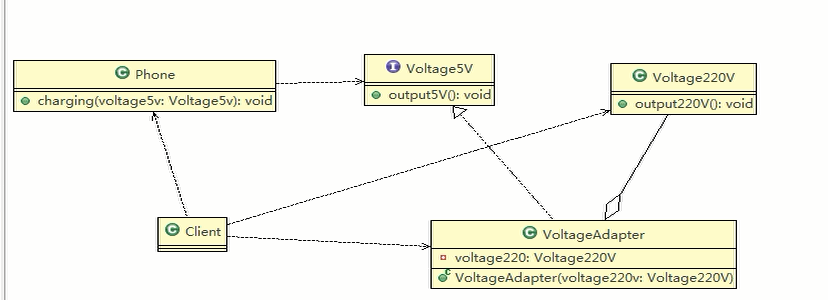 Phone
charging(voltage5v: Voltage5v): void
I Voltage5V
output5V(): void
C Voltage220V
output220V(): void
C Client
C VoltageAdapter
voltage220: Voltage220V
C VoltageAdapter(voltage220v: Voltage220V)